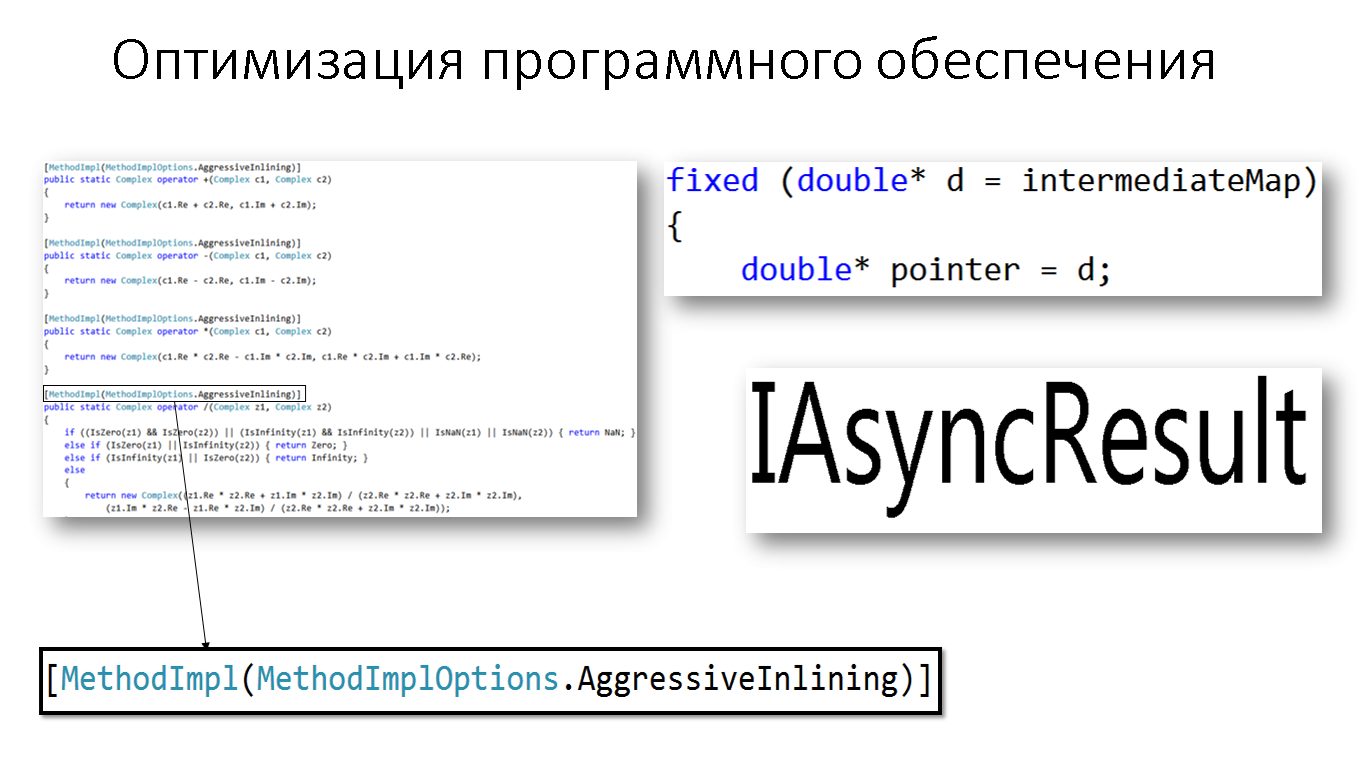 Оптимизация программного обеспечения
[MethodImpl(MethodImplOptions.AggressiveInlining)]
public static Complex operator +(Complex c1, Complex c2)
{
return new Complex(c1.Re + c2.Re, c1.Im + c2.Im);
}
[MethodImpl(MethodImplOptions.AggressiveInlining)]
public static Complex operator -(Complex c1, Complex c2)
{
return new Complex(c1.Re - c2.Re, c1.Im - c2.Im);
}
[MethodImpl(MethodImplOptions.AggressiveInlining)]
public static Complex operator *(Complex c1, Complex c2)
{
return new Complex(c1.Re * c2.Re - c1.Im * c2.Im, c1.Re * c2.Im + c1.Im * c2.Re);
}
[MethodImpl(MethodImplOptions.AggressiveInlining)]
public static Complex operator /(Complex z1, Complex z2)
{
if ((IsZero(z1) && IsZero(z2)) || (IsInfinity(z1) && IsInfinity(z2)) || IsNaN(z1) || IsNaN(z2)) { return NaN; }
else if (IsZero(z1) || IsInfinity(z2)) { return Zero; }
else if (IsInfinity(z1) || IsZero(z2)) { return Infinity; }
else
{
return new Complex((z1.Re * z2.Re + z1.Im * z2.Im) / (z2.Re * z2.Re + z2.Im * z2.Im),
(z1.Im * z2.Re - z1.Re * z2.Im) / (z2.Re * z2.Re + z2.Im * z2.Im));
fixed (double* d = intermediateMap)
{
double* pointer = d;
IAsyncResult
[MethodImpl(MethodImplOptions.AggressiveInlining)]